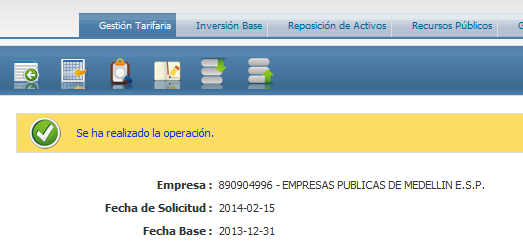 Gestión Tarifaria Inversión Base Reposición de Activos Recursos Públicos
Se ha realizado la operación.
Empresa : 890904996 - EMPRESAS PUBLICAS DE MEDELLIN E.S.P.
Fecha de Solicitud : 2014-02-15
Fecha Base : 2013-12-31